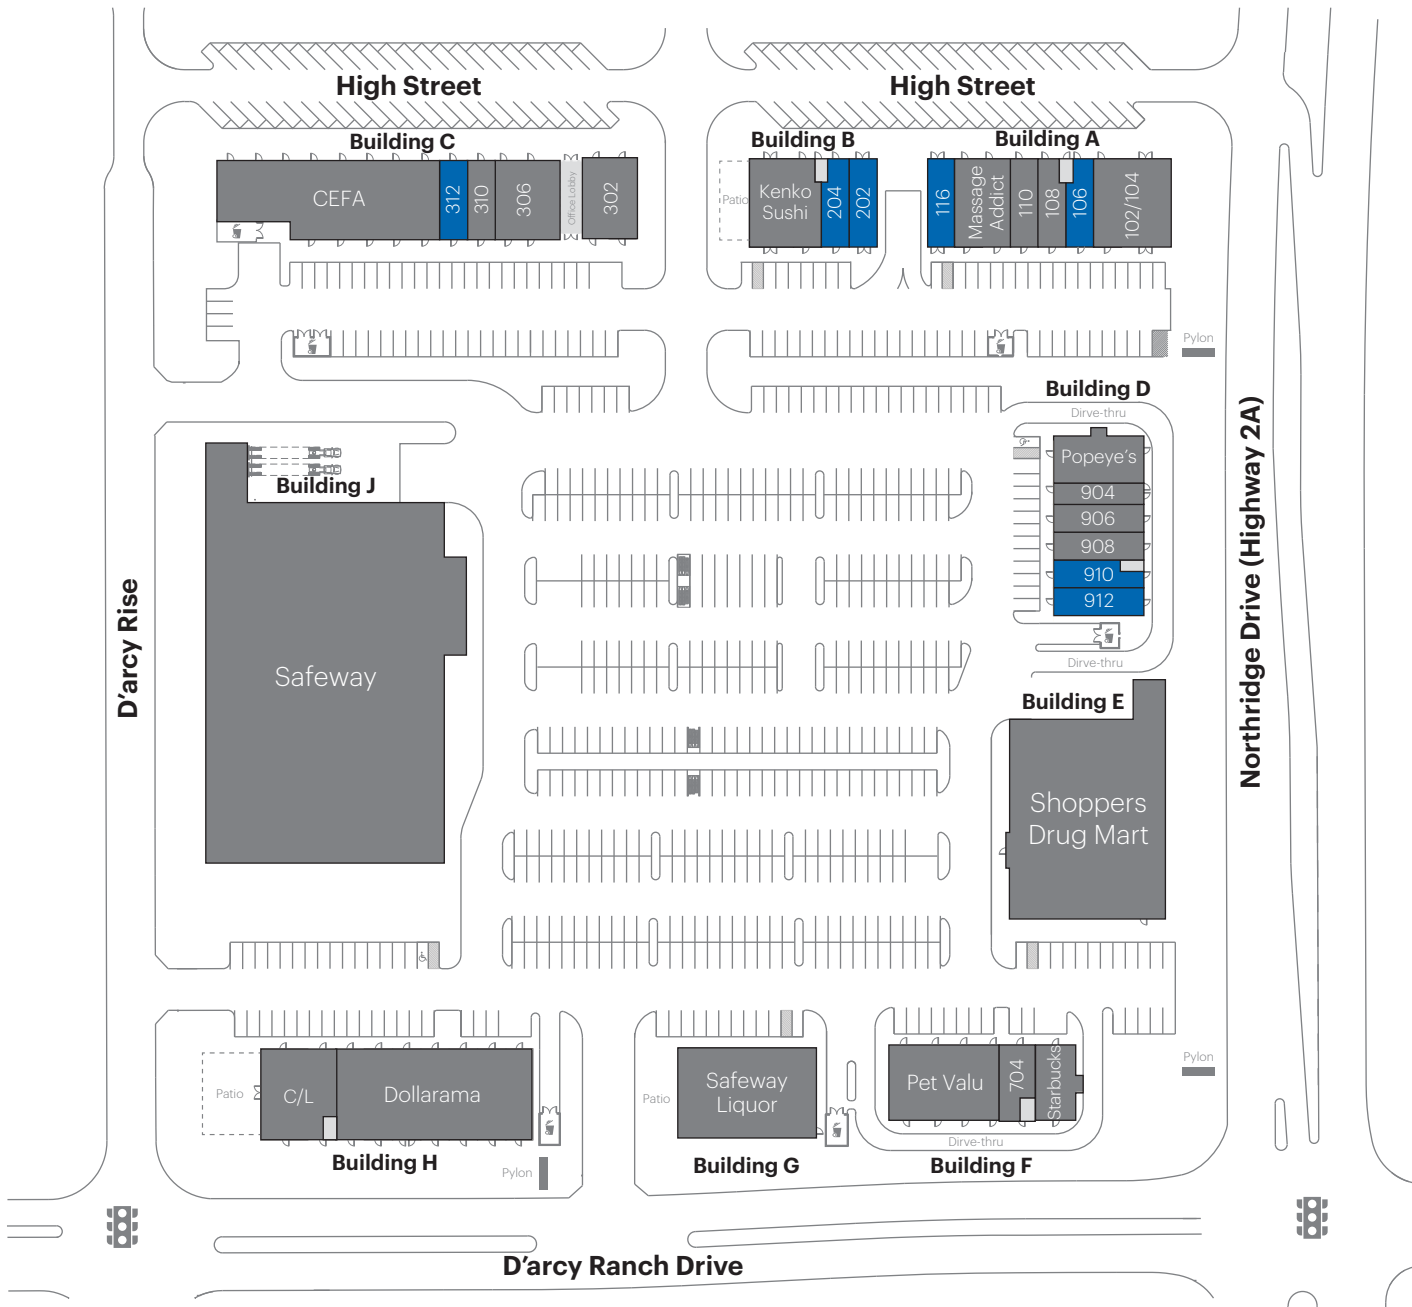 High Street
High Street
Building C
Building B
Building A
CEFA
312
310
306
Office Lobby
302
Patio
Kenko
Sushi
204
202
116
Massage
Addict
110
108
106
102/104
Pylon
Building D
Dirve-thru
Popeye's
904
906
908
910
912
Dirve-thru
Building J
Safeway
D'arcy Rise
Northridge Drive (Highway 2A)
Building E
Shoppers
Drug Mart
Patio
C/L
Dollarama
Building H
Pylon
Patio
Safeway
Liquor
Building G
Pet Valu
704
Starbucks
Dirve-thru
Building F
Pylon
D'arcy Ranch Drive